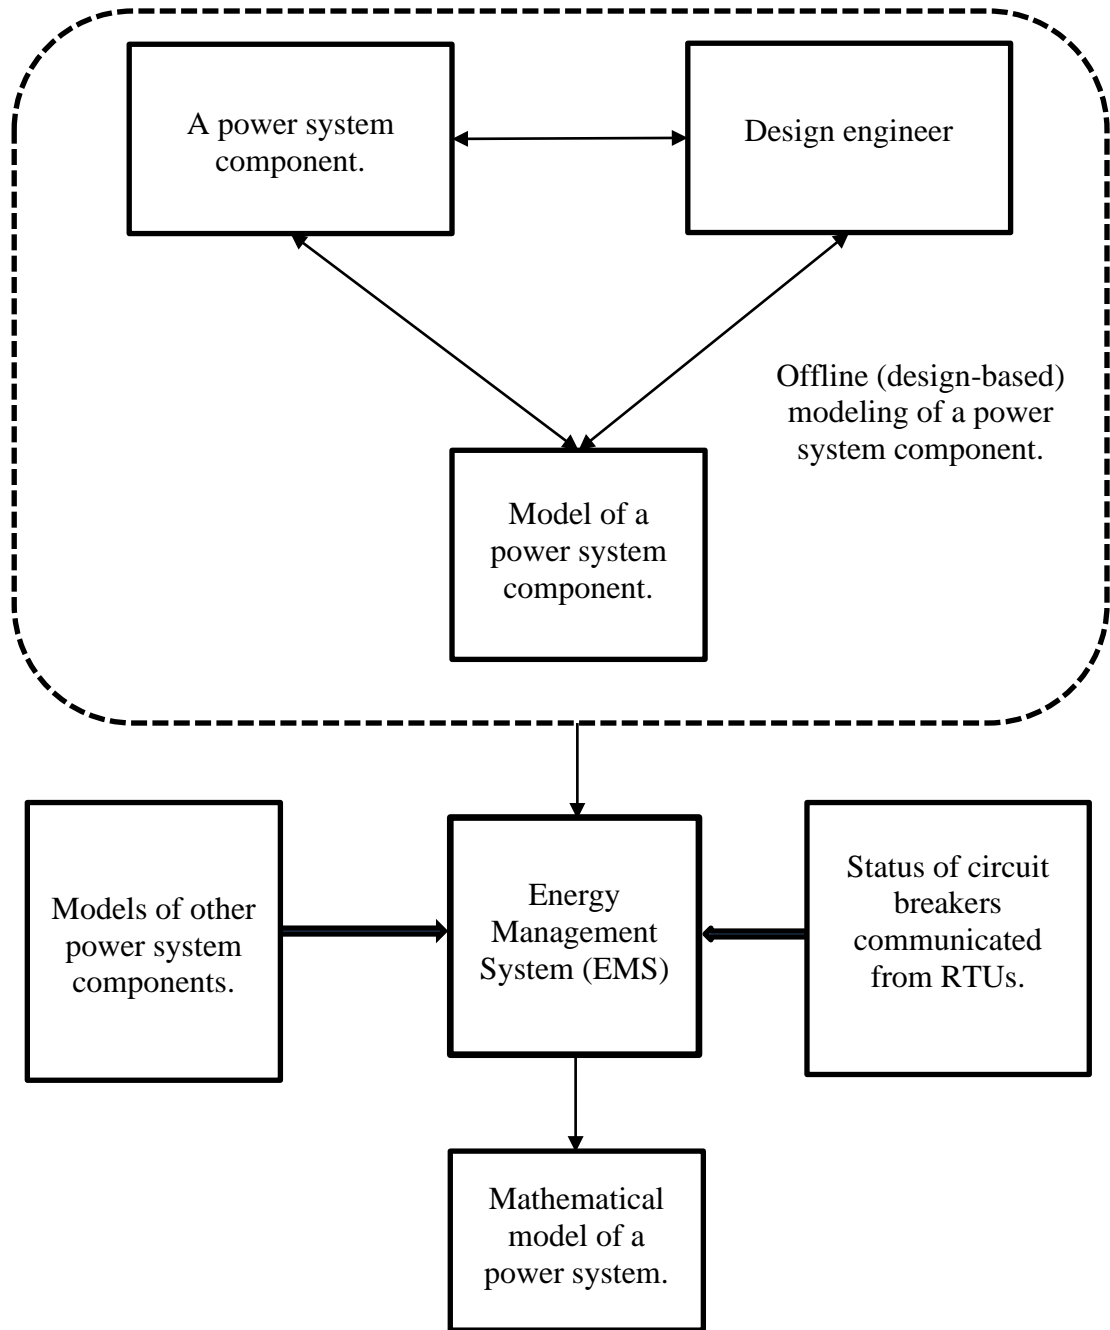 A power system
component.
Design engineer
Offline (design-based)
modeling of a power
system component.
Model of a
power system
component.
Models of other
power system
components.
Energy
Management
System (EMS)
Status of circuit
breakers
communicated
from RTUs.
Mathematical
model of a
power system.